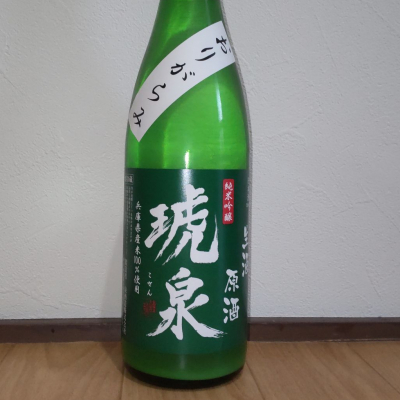 おりがらみ
純米吟醸
生酒
原酒
琥泉
こせん
兵庫県産米100%使用